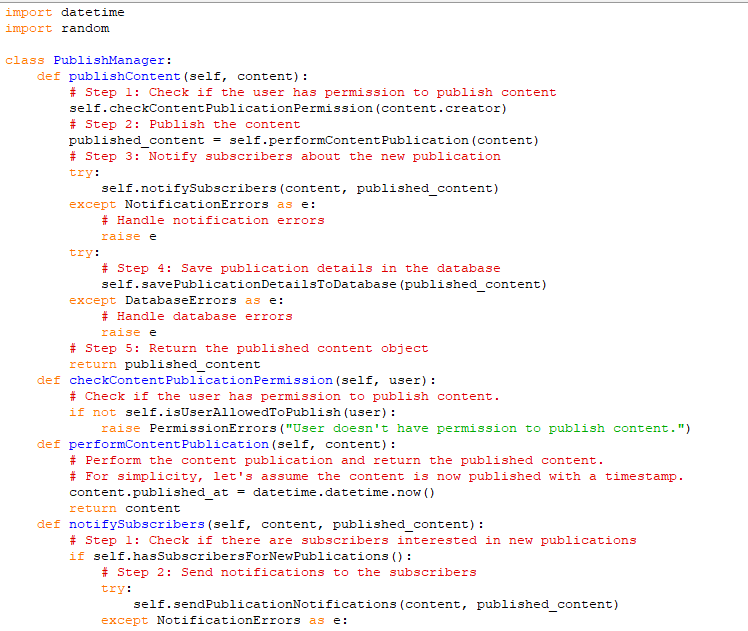 import datetime
import random

class PublishManager:
    def publishContent(self, content):
        # Step 1: Check if the user has permission to publish content
        self.checkContentPublicationPermission(content.creator)
        # Step 2: Publish the content
        published_content = self.performContentPublication(content)
        # Step 3: Notify subscribers about the new publication
        try:
            self.notifySubscribers(content, published_content)
        except NotificationErrors as e:
            # Handle notification errors
            raise e
        try:
            # Step 4: Save publication details in the database
            self.savePublicationDetailsToDatabase(published_content)
        except DatabaseErrors as e:
            # Handle database errors
            raise e
        # Step 5: Return the published content object
        return published_content
    def checkContentPublicationPermission(self, user):
        # Check if the user has permission to publish content.
        if not self.isUserAllowedToPublish(user):
            raise PermissionErrors("User doesn't have permission to publish content.")
    def performContentPublication(self, content):
        # Perform the content publication and return the published content.
        # For simplicity, let's assume the content is now published with a timestamp.
        content.published_at = datetime.datetime.now()
        return content
    def notifySubscribers(self, content, published_content):
        # Step 1: Check if there are subscribers interested in new publications
        if self.hasSubscribersForNewPublications():
            # Step 2: Send notifications to the subscribers
            try:
                self.sendPublicationNotifications(content, published_content)
            except NotificationErrors as e: